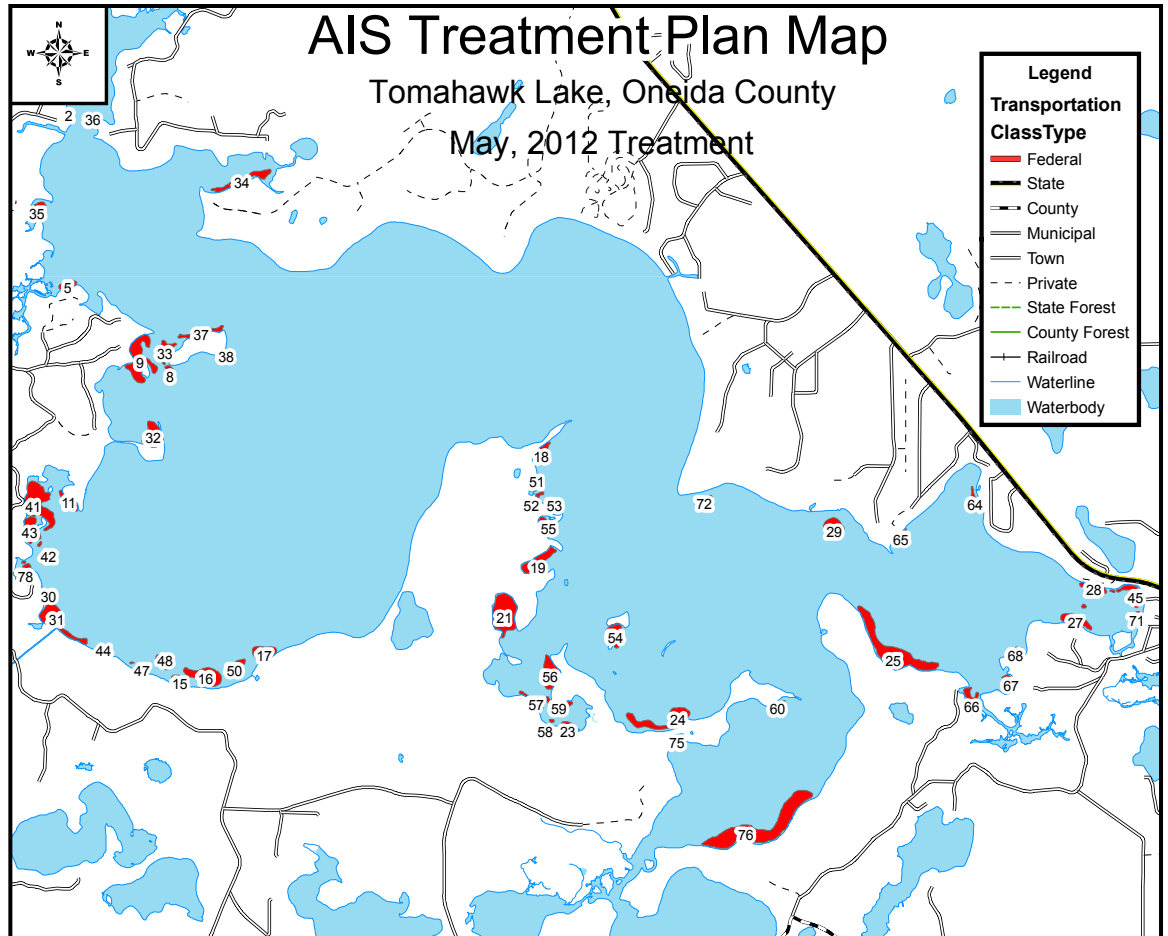 AIS Treatment Plan Map
Tomahawk Lake, Oneida County
May, 2012 Treatment
N
W E
S
Legend
Transportation
ClassType
Federal
State
County
Municipal
Town
Private
State Forest
County Forest
Railroad
Waterline
Waterbody
2
36
34
35
5
37
33
38
9
8
32
18
51
41
11
52
53
72
64
43
55
29
65
42
19
78
28
30
45
31
21
27
71
54
44
17
25
68
48
47
50
56
15
16
67
57
59
60
66
24
58
23
75
76